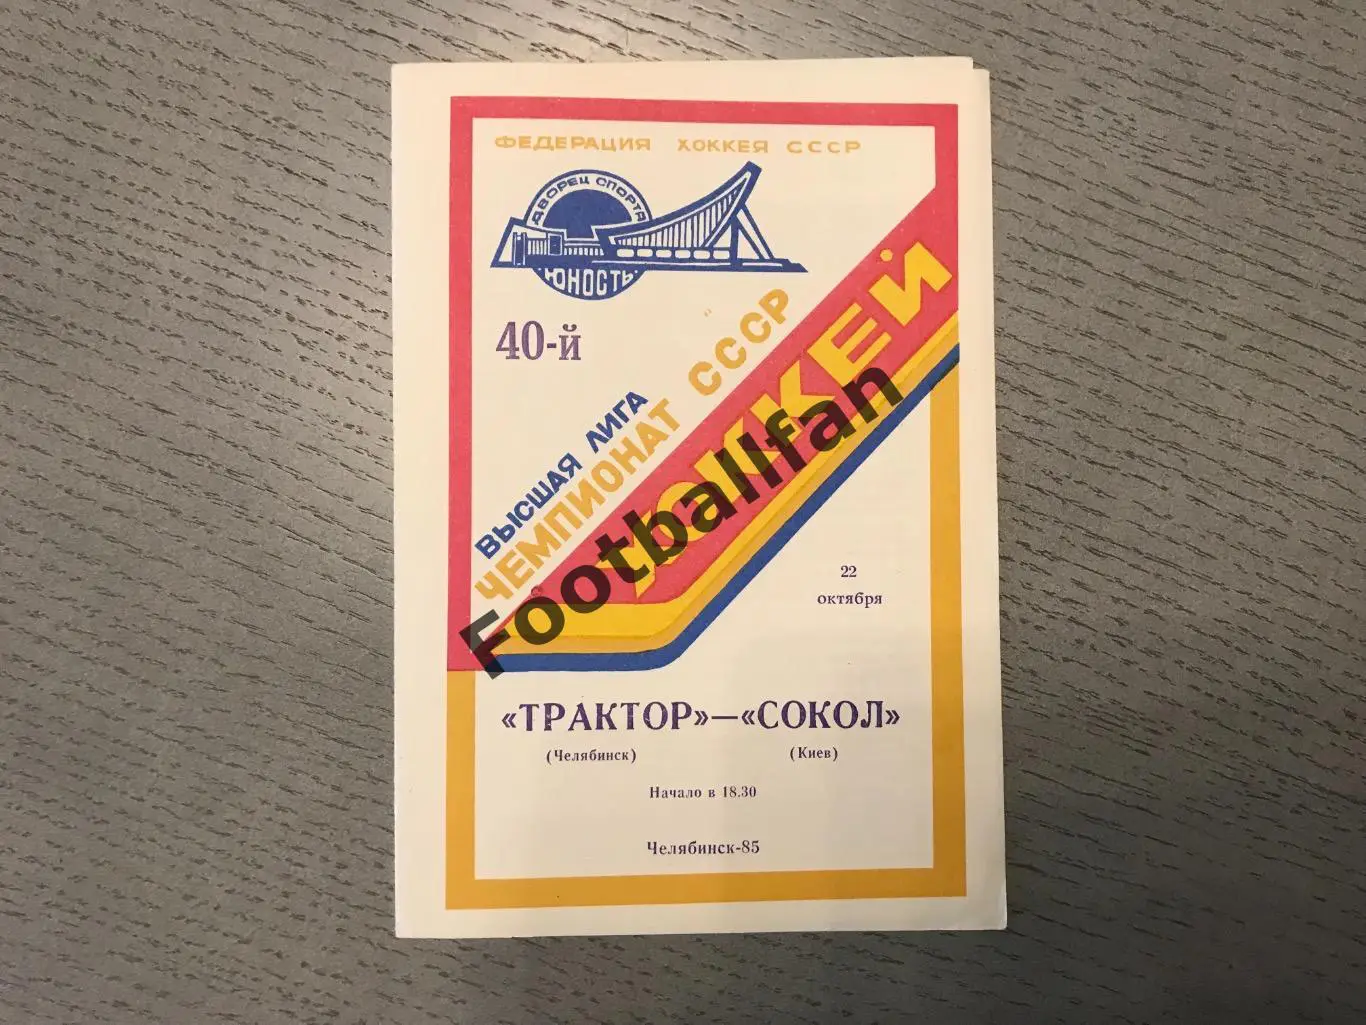 ФЕДЕРАЦИЯ ХОККЕЯ СССР
ДВОРЕЦ СПОРТА
ЮНОСТЬ
40-й
ВЫСШАЯ ЛИГА
ЧЕМПИОНАТ СССР
ХОККЕЙ
Footballfan
22
октября
«ТРАКТОР»—«СОКОЛ»
(Челябинск) (Киев)
Начало в 18.30
Челябинск-85